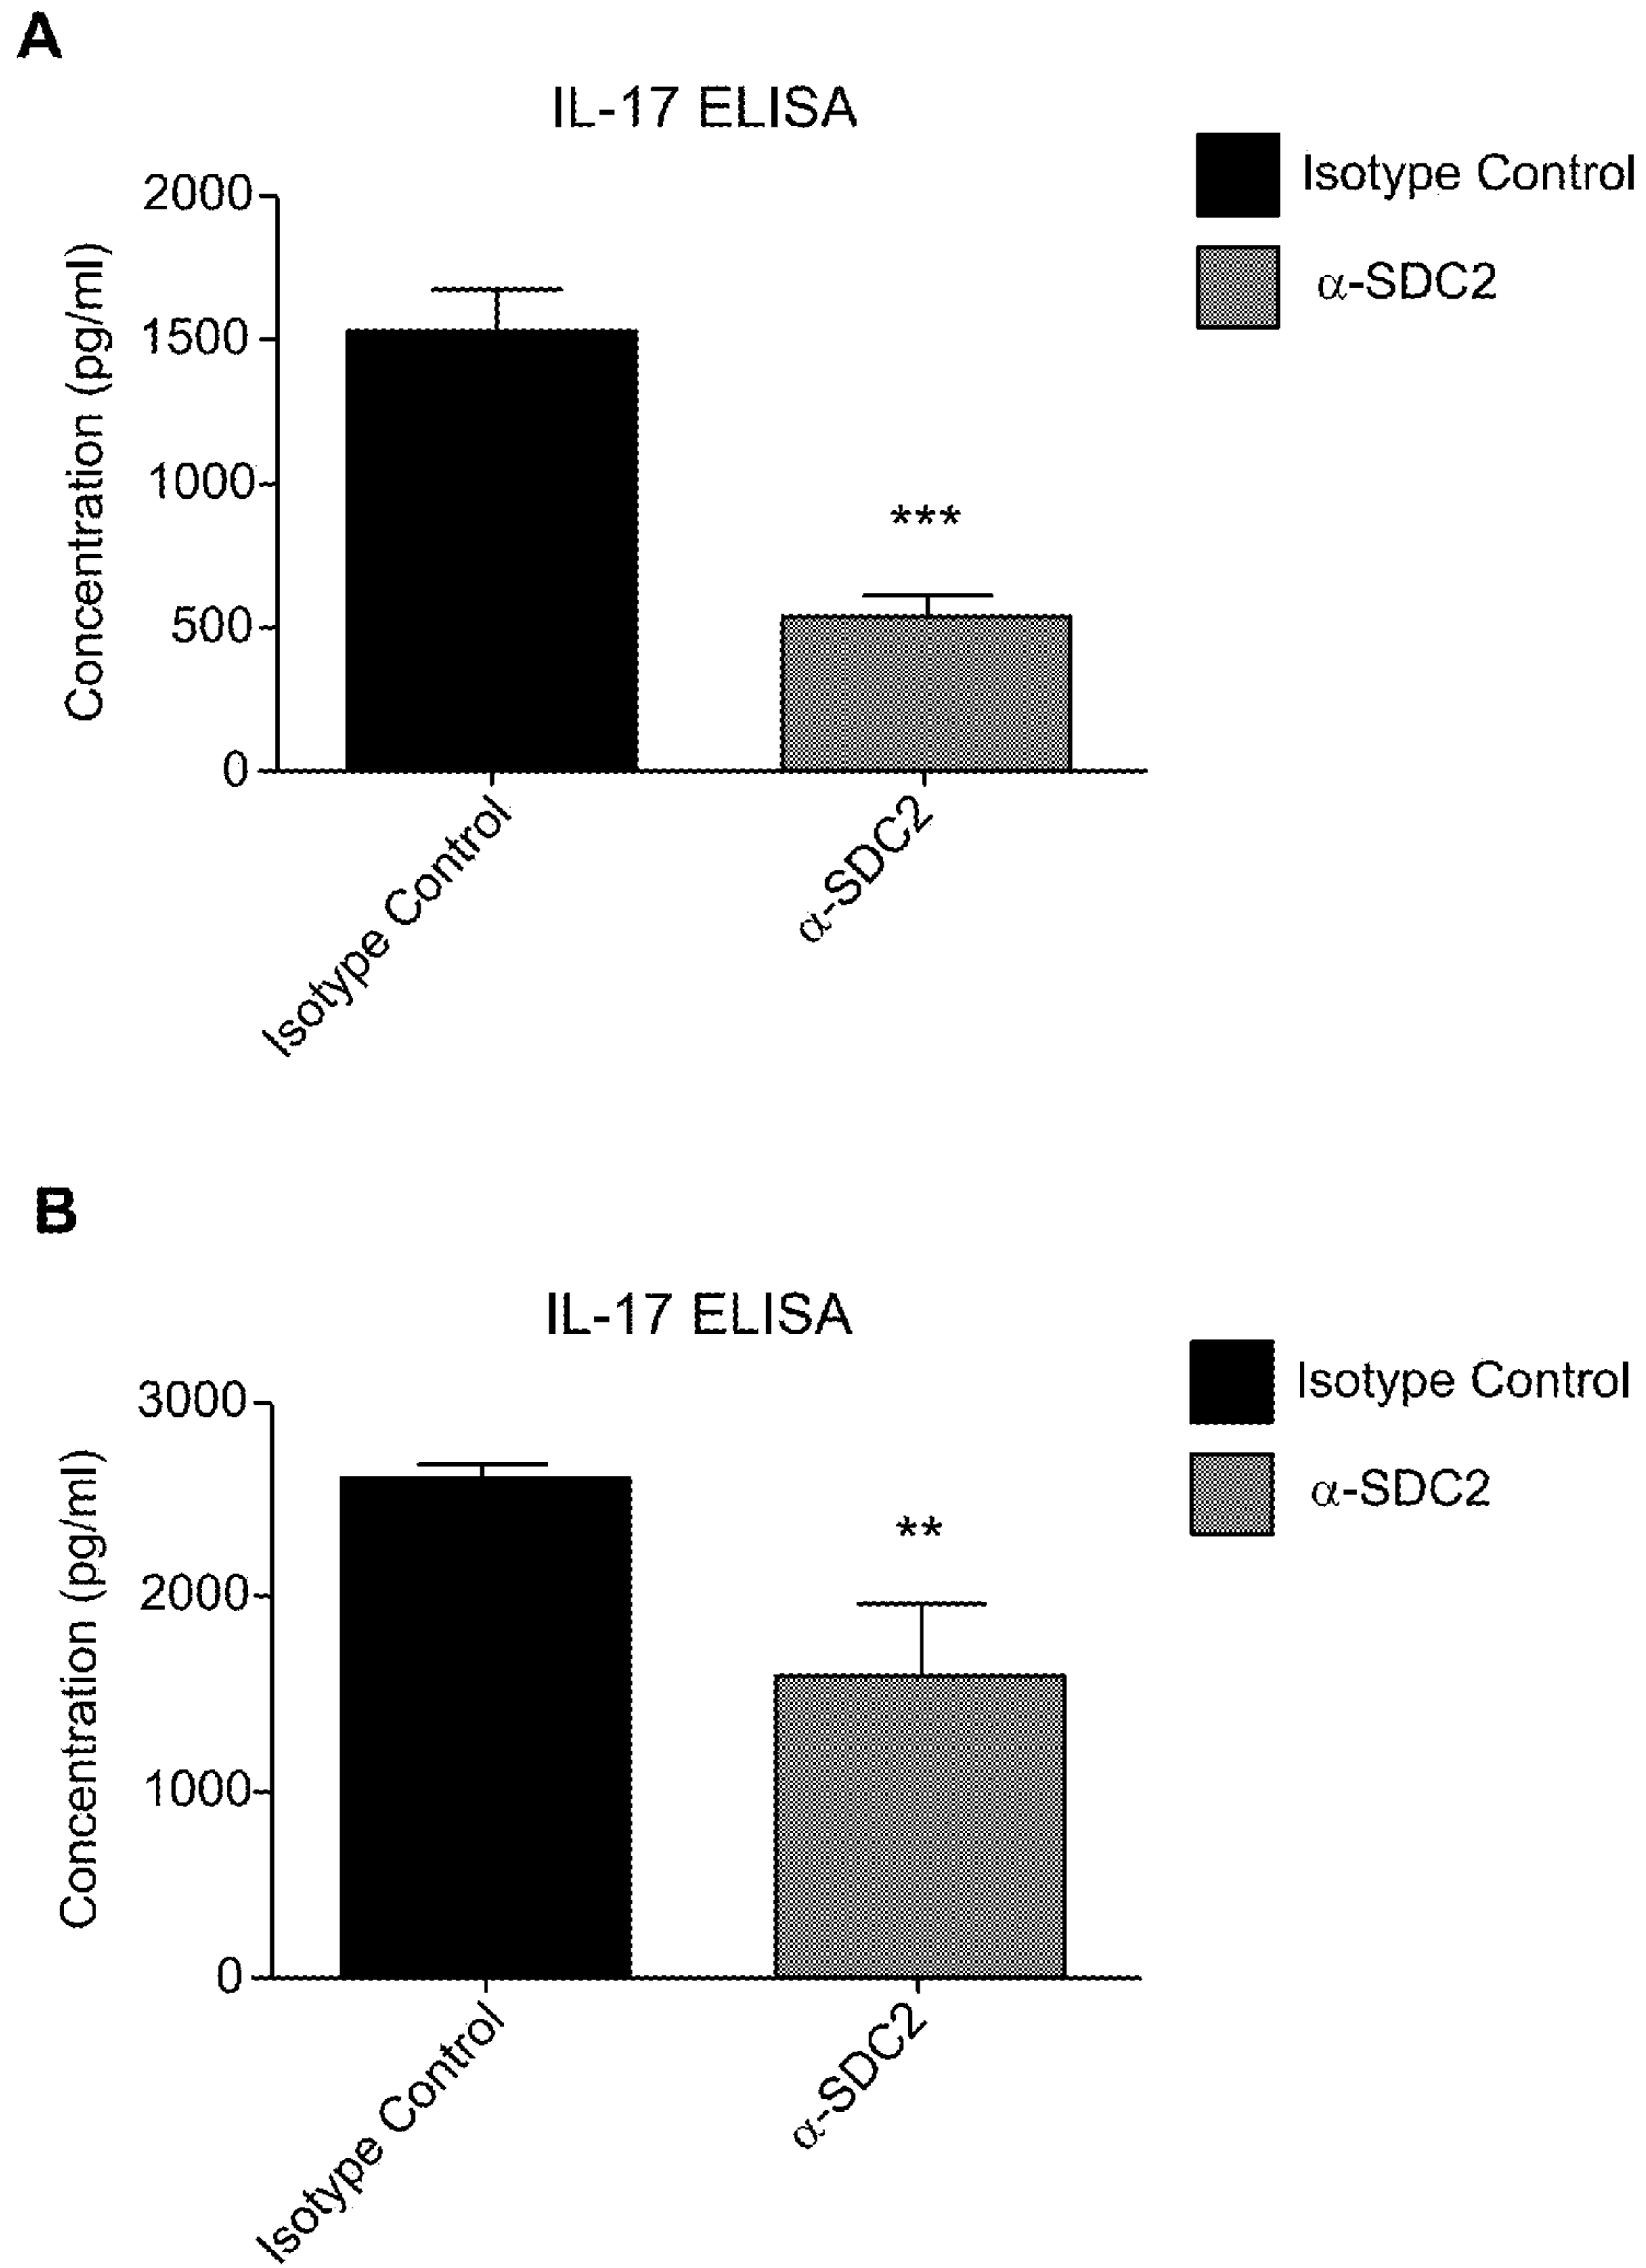 A
IL-17 ELISA
Isotype Control
α-SDC2
Concentration (pg/ml)
2000
1500
1000
500
0
***
Isotype Control
α-SDC2
B
IL-17 ELISA
Isotype Control
α-SDC2
Concentration (pg/ml)
3000
2000
1000
0
**
Isotype Control
α-SDC2